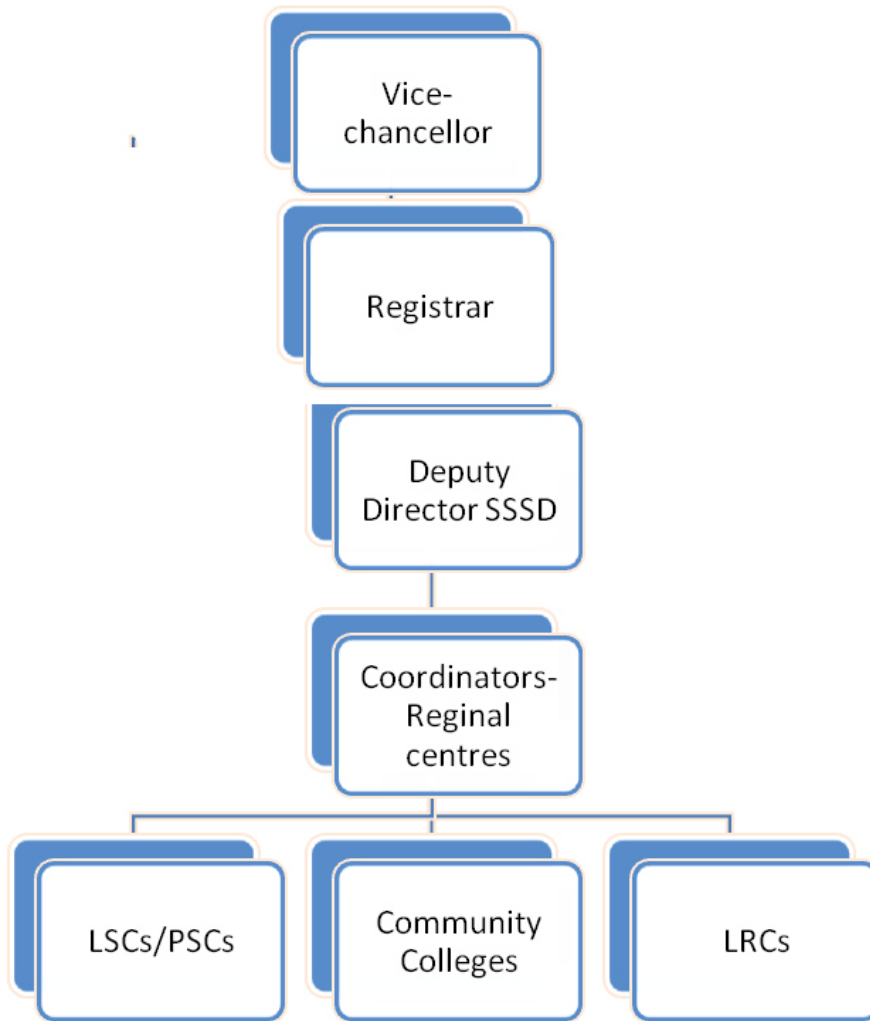 Vice-
chancellor
Registrar
Deputy
Director SSSD
Coordinators-
Reginal
centres
LSCs/PSCs
Community
Colleges
LRCs